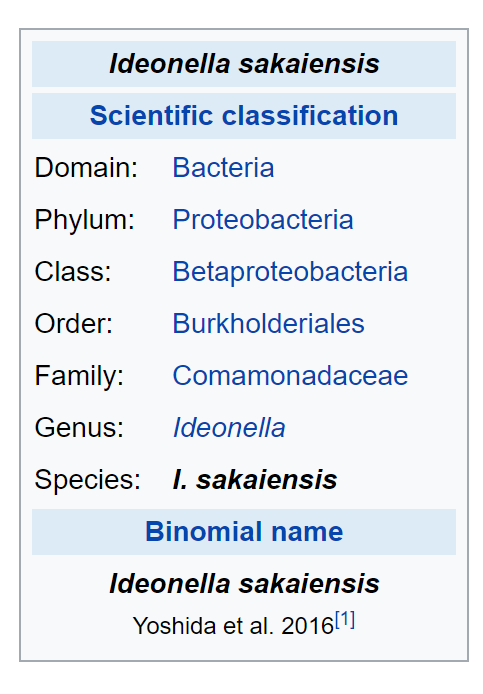 Ideonella sakaiensis
Scientific classification
Domain: Bacteria
Phylum: Proteobacteria
Class: Betaproteobacteria
Order: Burkholderiales
Family: Comamonadaceae
Genus: Ideonella
Species: I. sakaiensis
Binomial name
Ideonella sakaiensis
Yoshida et al. 2016[1]